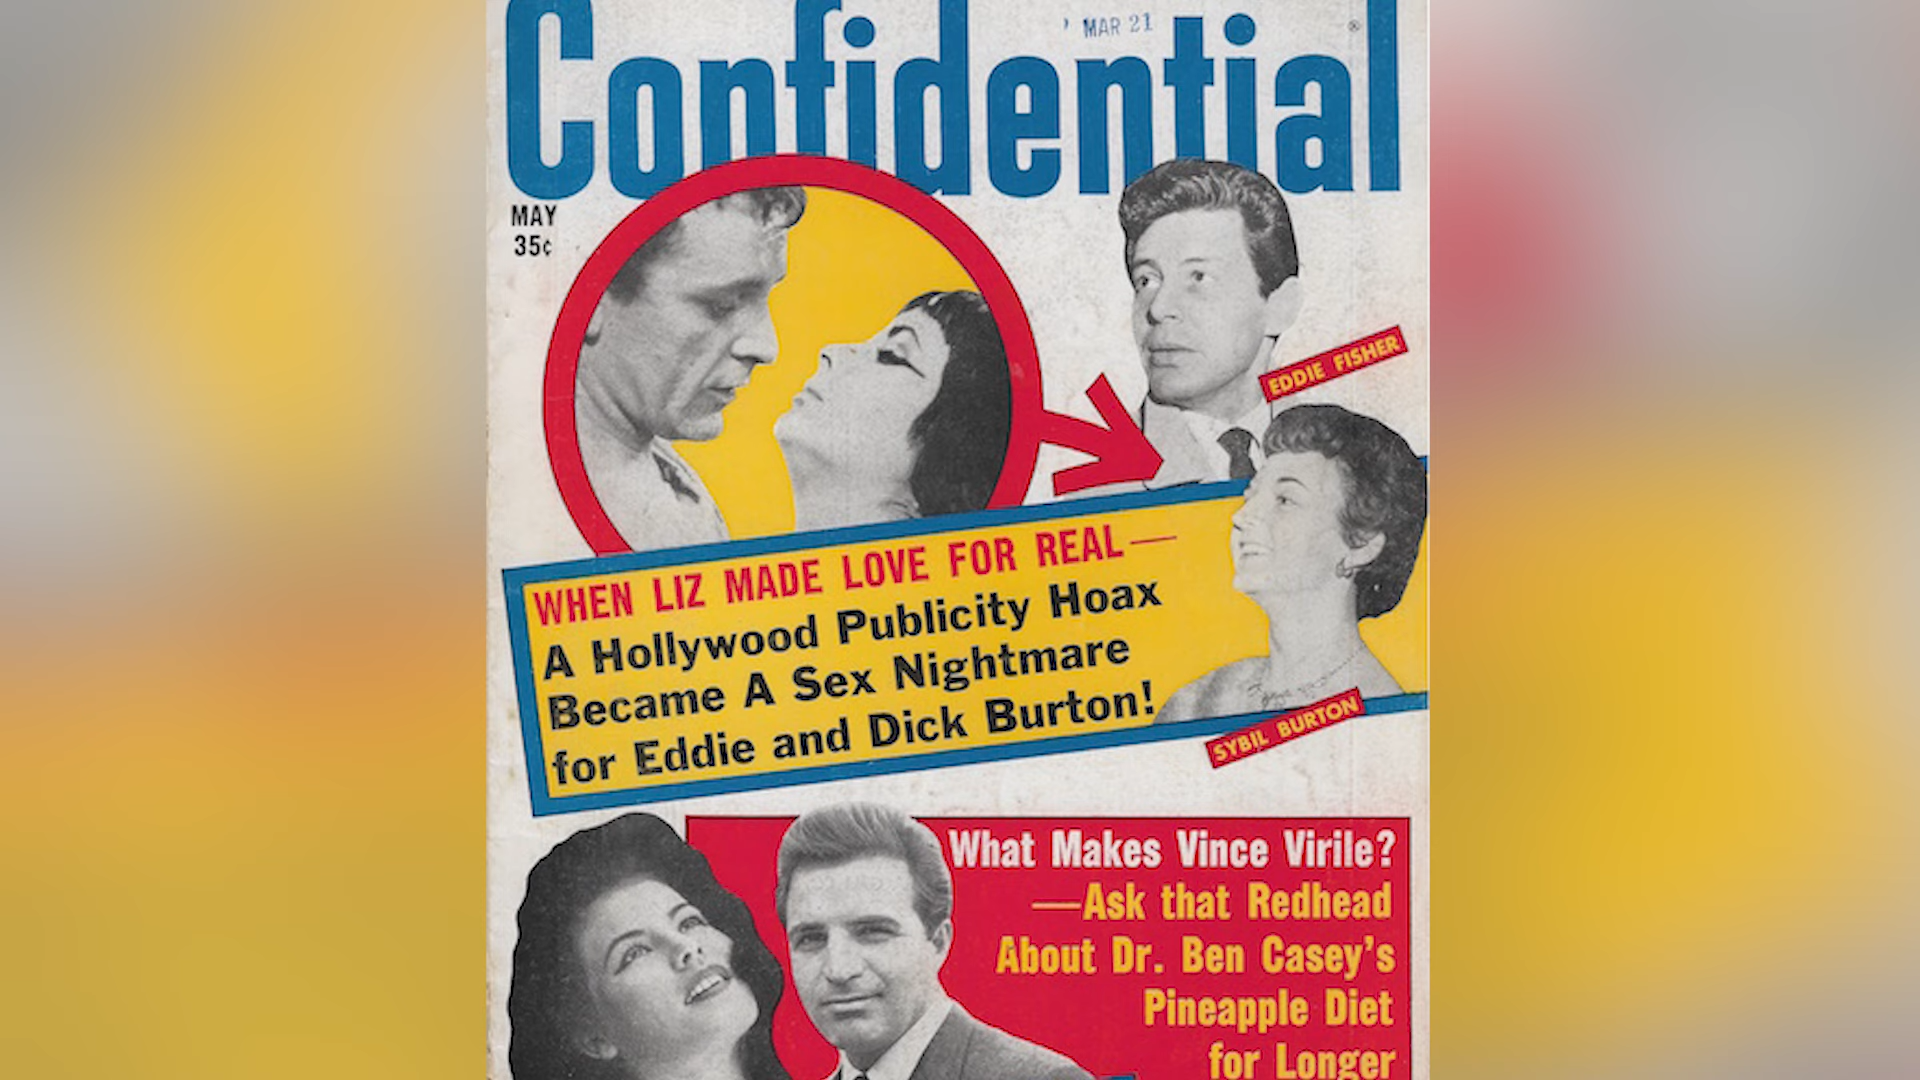 Confidential
MAR 21
®
MAY
35¢
EDDIE FISHER
WHEN LIZ MADE LOVE FOR REAL—
A Hollywood Publicity Hoax
Became A Sex Nightmare
for Eddie and Dick Burton!
SYBIL BURTON
What Makes Vince Virile?
—Ask that Redhead
About Dr. Ben Casey's
Pineapple Diet
for Longer